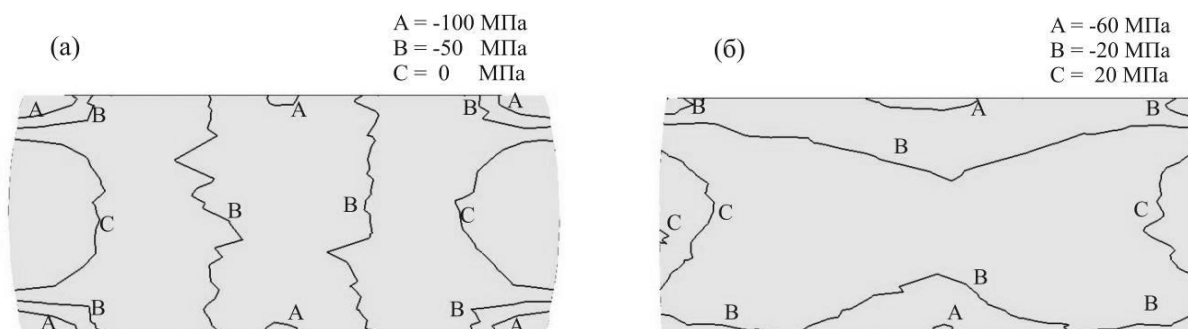 (а)
A = -100 МПа
B = -50 МПа
C = 0 МПа
A
B
A
B
A
B
B
C
C
B
A
B
A
A
(б)
A = -60 МПа
B = -20 МПа
C = 20 МПа
B
A
B
B
C
C
C
B
B
A
B